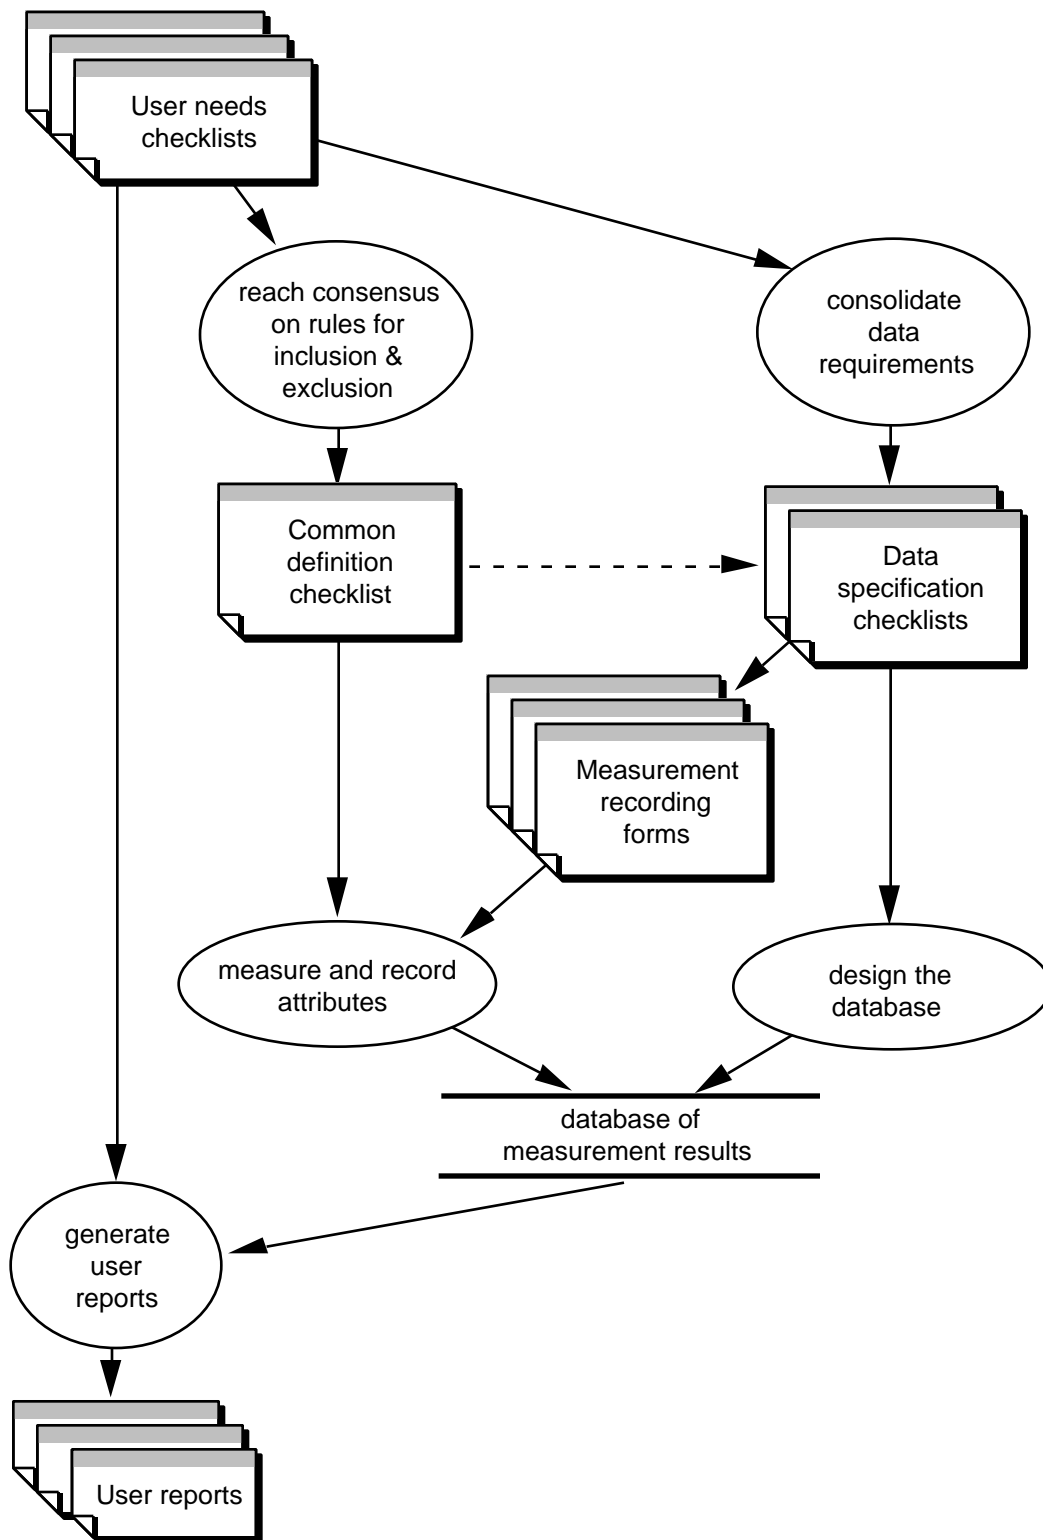 User needs
checklists
reach consensus
on rules for
inclusion &
exclusion
consolidate
data
requirements
Common
definition
checklist
Data
specification
checklists
Measurement
recording
forms
measure and record
attributes
design the
database
database of
measurement results
generate
user
reports
User reports